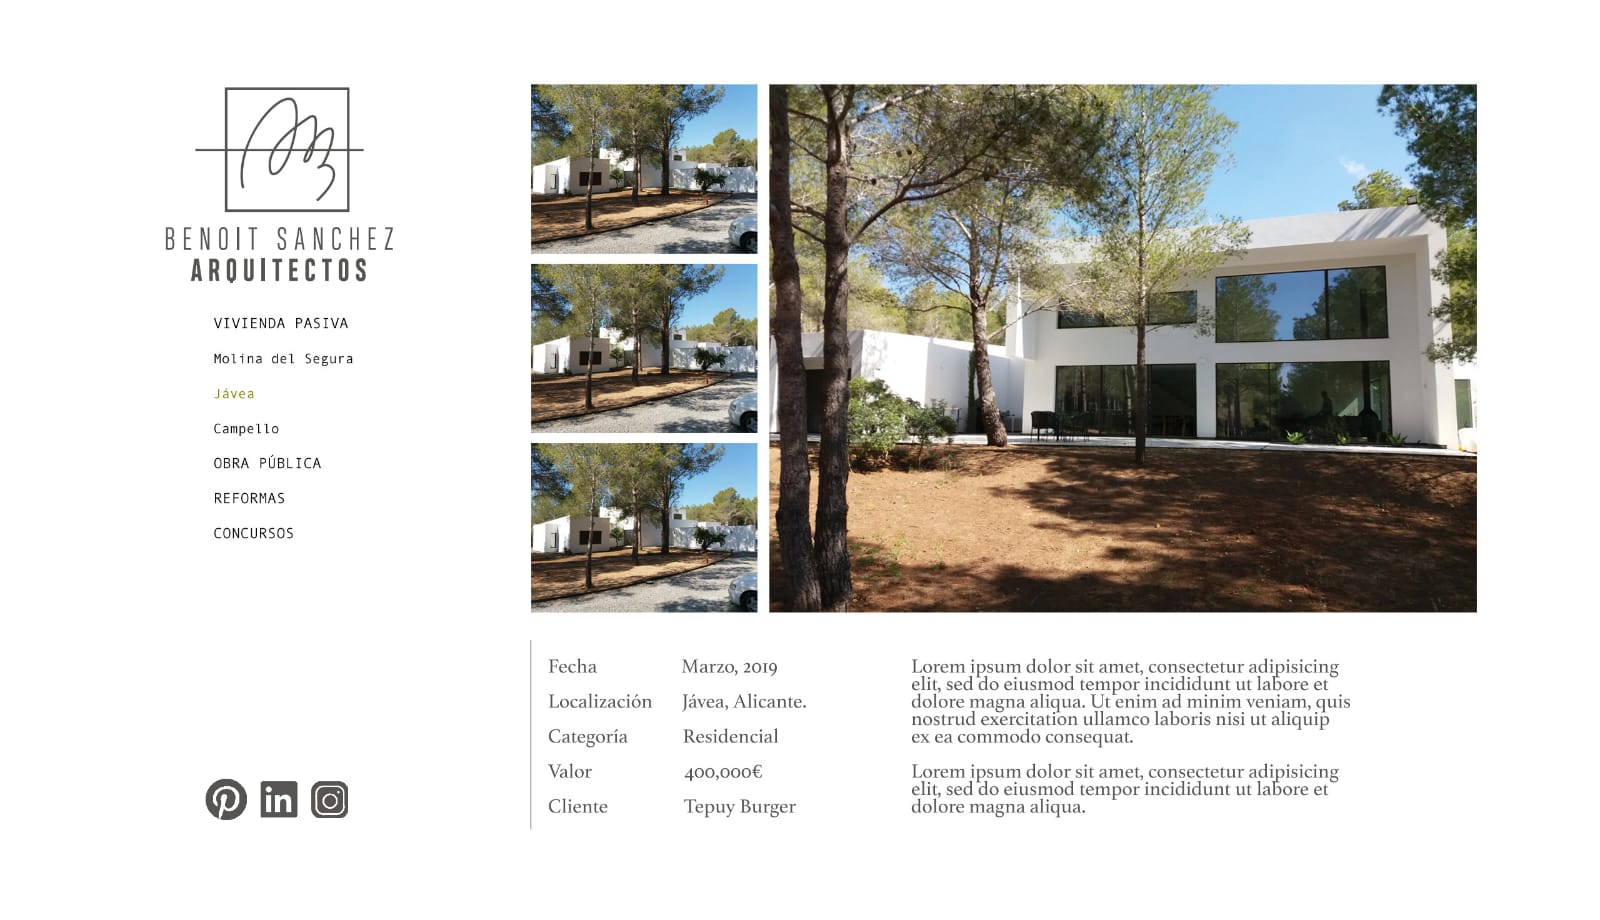 BENOIT SANCHEZ
ARQUITECTOS
VIVIENDA PASIVA
Molina del Segura
Jávea
Campello
OBRA PÚBLICA
REFORMAS
CONCURSOS
in
Fecha Marzo, 2019
Localización Jávea, Alicante.
Categoría Residencial
Valor 400,000€
Cliente Tepuy Burger
Lorem ipsum dolor sit amet, consectetur adipisicing
elit, sed do eiusmod tempor incididunt ut labore et
dolore magna aliqua. Ut enim ad minim veniam, quis
nostrud exercitation ullamco laboris nisi ut aliquip
ex ea commodo consequat.
Lorem ipsum dolor sit amet, consectetur adipisicing
elit, sed do eiusmod tempor incididunt ut labore et
dolore magna aliqua.